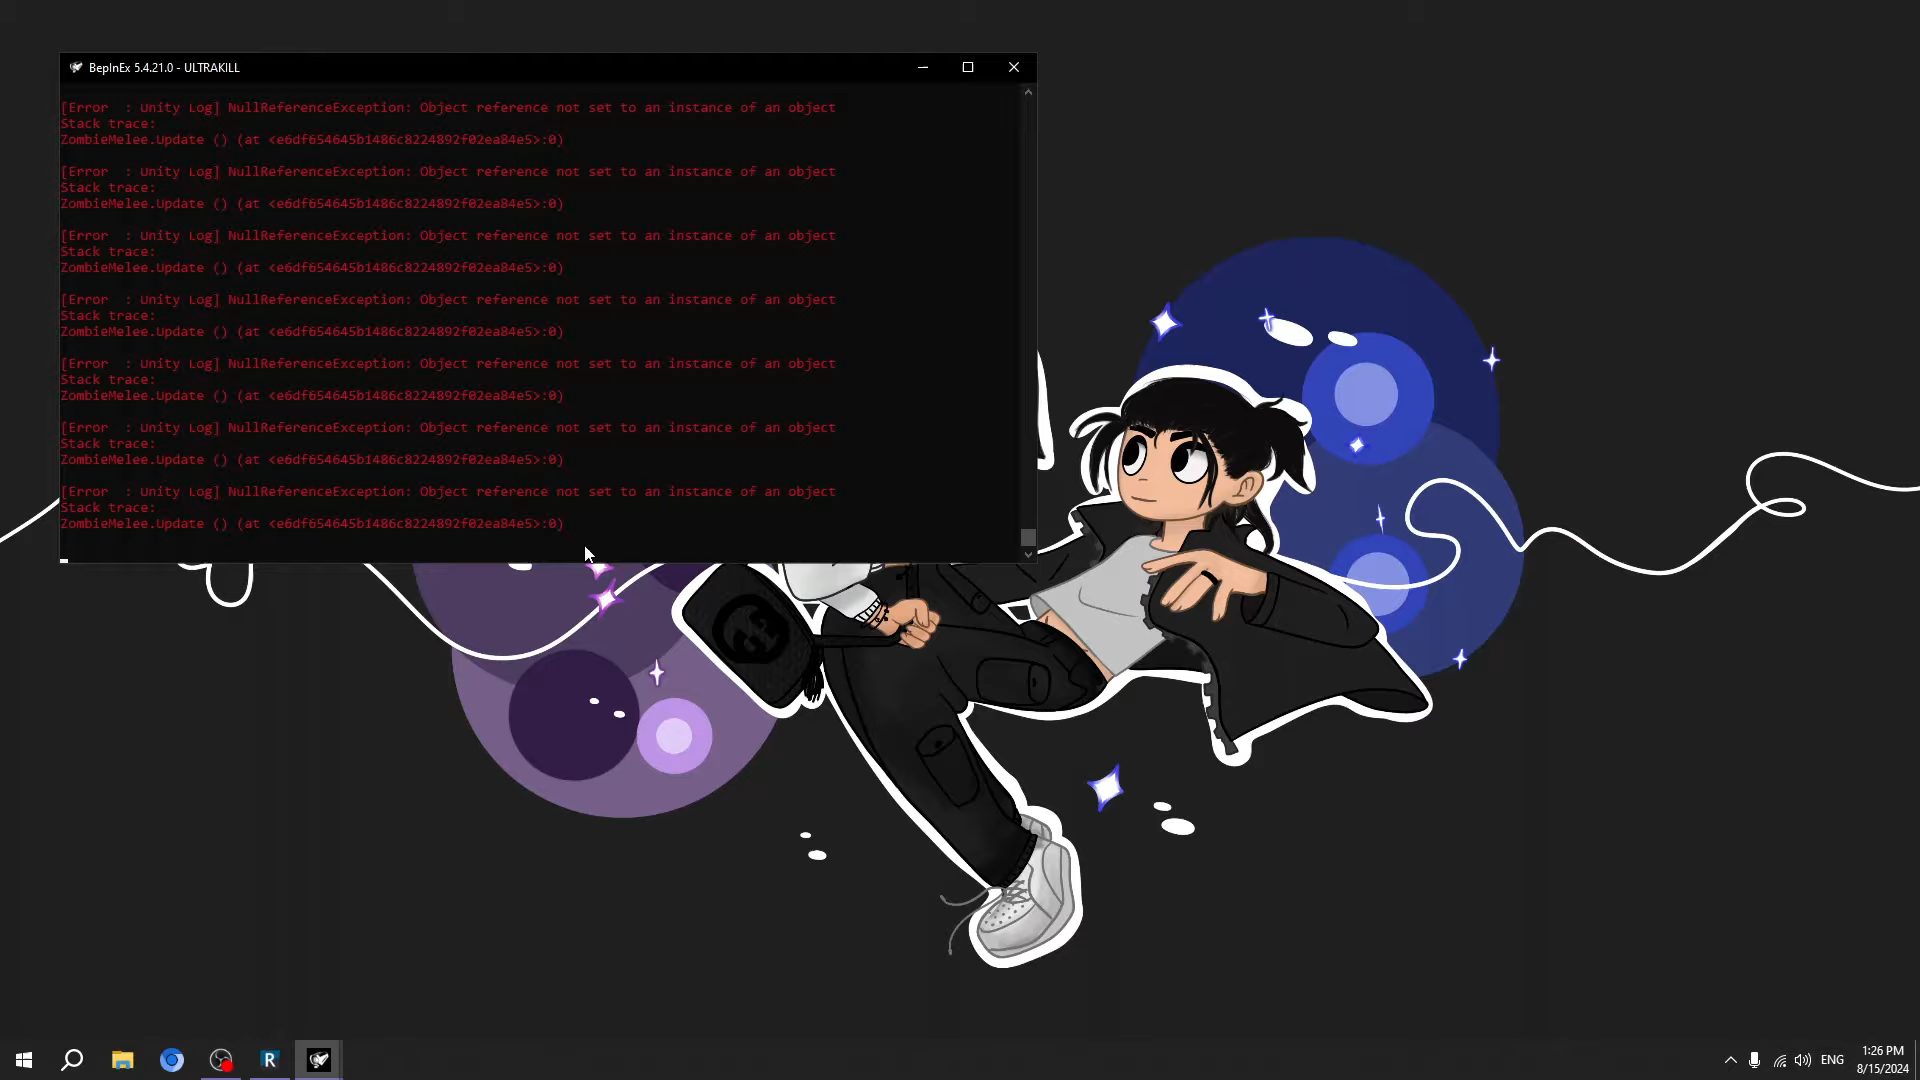 BepInEx 5.4.21.0 - ULTRAKILL
[Error  : Unity Log] NullReferenceException: Object reference not set to an instance of an object
Stack trace:
ZombieMelee.Update () (at <e6df654645b1486c8224892f02ea84e5>:0)
[Error  : Unity Log] NullReferenceException: Object reference not set to an instance of an object
Stack trace:
ZombieMelee.Update () (at <e6df654645b1486c8224892f02ea84e5>:0)
[Error  : Unity Log] NullReferenceException: Object reference not set to an instance of an object
Stack trace:
ZombieMelee.Update () (at <e6df654645b1486c8224892f02ea84e5>:0)
[Error  : Unity Log] NullReferenceException: Object reference not set to an instance of an object
Stack trace:
ZombieMelee.Update () (at <e6df654645b1486c8224892f02ea84e5>:0)
[Error  : Unity Log] NullReferenceException: Object reference not set to an instance of an object
Stack trace:
ZombieMelee.Update () (at <e6df654645b1486c8224892f02ea84e5>:0)
[Error  : Unity Log] NullReferenceException: Object reference not set to an instance of an object
Stack trace:
ZombieMelee.Update () (at <e6df654645b1486c8224892f02ea84e5>:0)
[Error  : Unity Log] NullReferenceException: Object reference not set to an instance of an object
Stack trace:
ZombieMelee.Update () (at <e6df654645b1486c8224892f02ea84e5>:0)
R
ENG
1:26 PM
8/15/2024